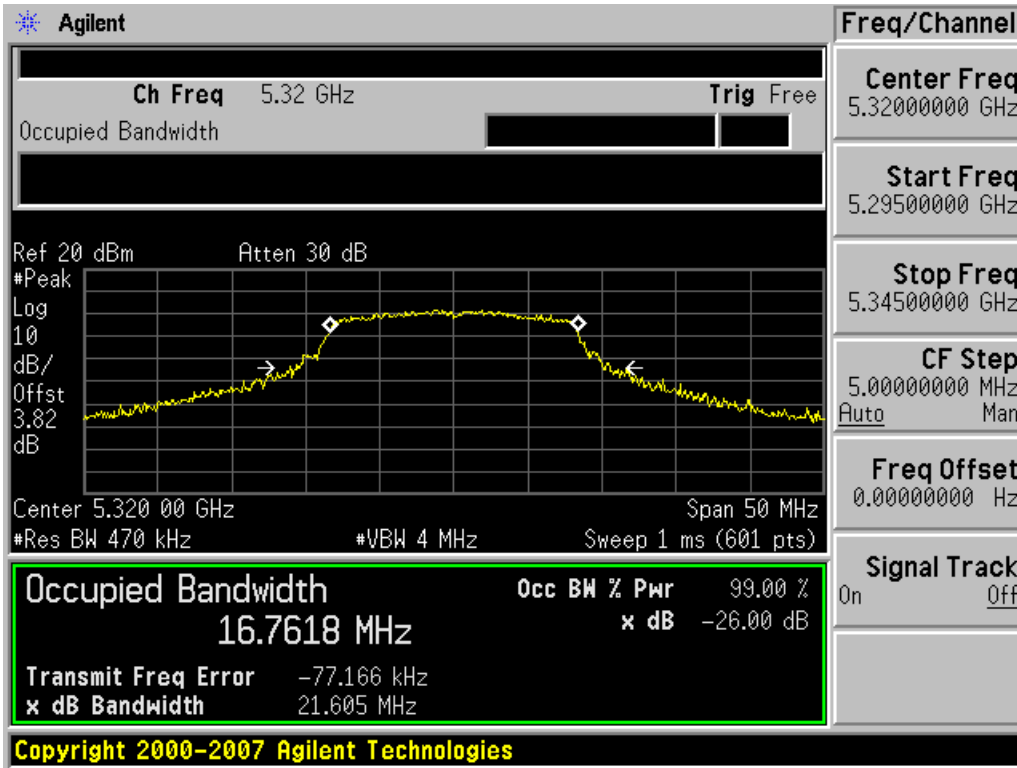 Agilent
Ch Freq 5.32 GHz Trig Free
Occupied Bandwidth
Ref 20 dBm Atten 30 dB
#Peak
Log
10
dB/
Offst
3.82
dB
Center 5.320 00 GHz Span 50 MHz
#Res BW 470 kHz #VBW 4 MHz Sweep 1 ms (601 pts)
Occupied Bandwidth
16.7618 MHz
Occ BW % Pwr 99.00 %
x dB -26.00 dB
Transmit Freq Error -77.166 kHz
x dB Bandwidth 21.605 MHz
Copyright 2000-2007 Agilent Technologies
Freq/Channel
Center Freq
5.32000000 GHz
Start Freq
5.29500000 GHz
Stop Freq
5.34500000 GHz
CF Step
5.00000000 MHz
Auto Man
Freq Offset
0.00000000 Hz
Signal Track
On Off